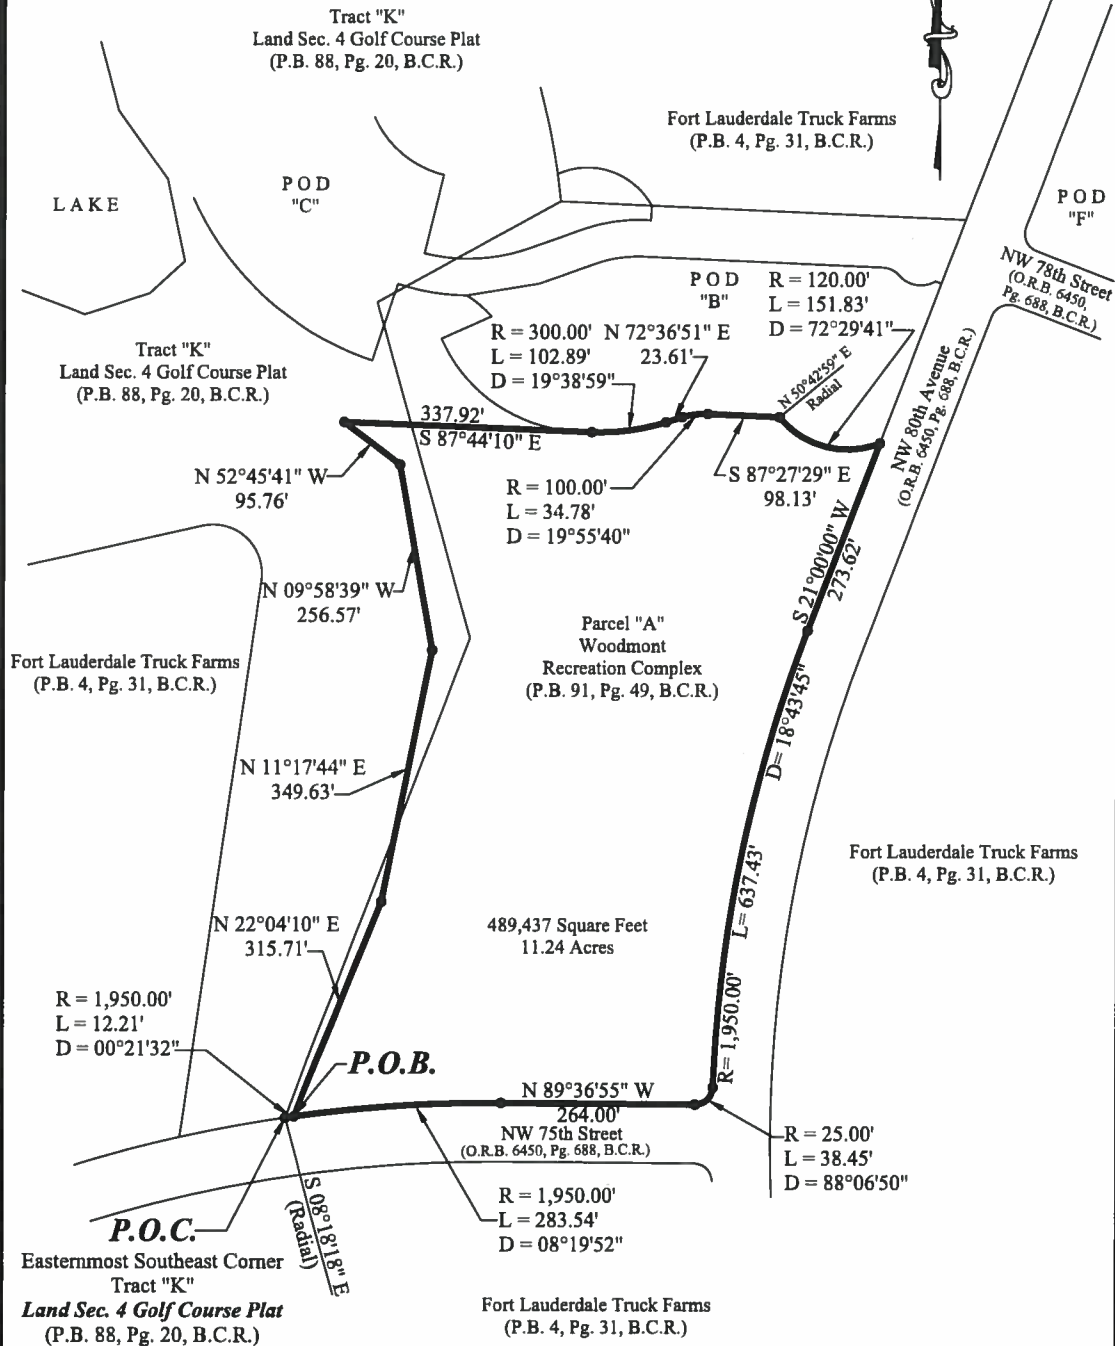 Tract "K"
Land Sec. 4 Golf Course Plat
(P.B. 88, Pg. 20, B.C.R.)
Fort Lauderdale Truck Farms
(P.B. 4, Pg. 31, B.C.R.)
LAKE
POD
"C"
POD
"F"
NW 78th Street
(O.R.B. 6450,
Pg. 688, B.C.R.)
POD
"B"
R = 120.00'
L = 151.83'
D = 72°29'41"
R = 300.00'
L = 102.89'
D = 19°38'59"
N 72°36'51" E
23.61'
N 50°42'59" E
Radial
NW 80th Avenue
(O.R.B. 6450, Pg. 688, B.C.R.)
Tract "K"
Land Sec. 4 Golf Course Plat
(P.B. 88, Pg. 20, B.C.R.)
337.92'
S 87°44'10" E
N 52°45'41" W
95.76'
R = 100.00'
L = 34.78'
D = 19°55'40"
S 87°27'29" E
98.13'
S 21°00'00" W
273.62'
N 09°58'39" W
256.57'
Parcel "A"
Woodmont
Recreation Complex
(P.B. 91, Pg. 49, B.C.R.)
Fort Lauderdale Truck Farms
(P.B. 4, Pg. 31, B.C.R.)
D= 18°43'45"
L= 637.43'
R= 1,950.00'
N 11°17'44" E
349.63'
Fort Lauderdale Truck Farms
(P.B. 4, Pg. 31, B.C.R.)
N 22°04'10" E
315.71'
489,437 Square Feet
11.24 Acres
R = 1,950.00'
L = 12.21'
D = 00°21'32"
P.O.B.
N 89°36'55" W
264.00'
NW 75th Street
(O.R.B. 6450, Pg. 688, B.C.R.)
R = 25.00'
L = 38.45'
D = 88°06'50"
R = 1,950.00'
L = 283.54'
D = 08°19'52"
S 08°18'18" E
(Radial)
P.O.C.
Easternmost Southeast Corner
Tract "K"
Land Sec. 4 Golf Course Plat
(P.B. 88, Pg. 20, B.C.R.)
Fort Lauderdale Truck Farms
(P.B. 4, Pg. 31, B.C.R.)